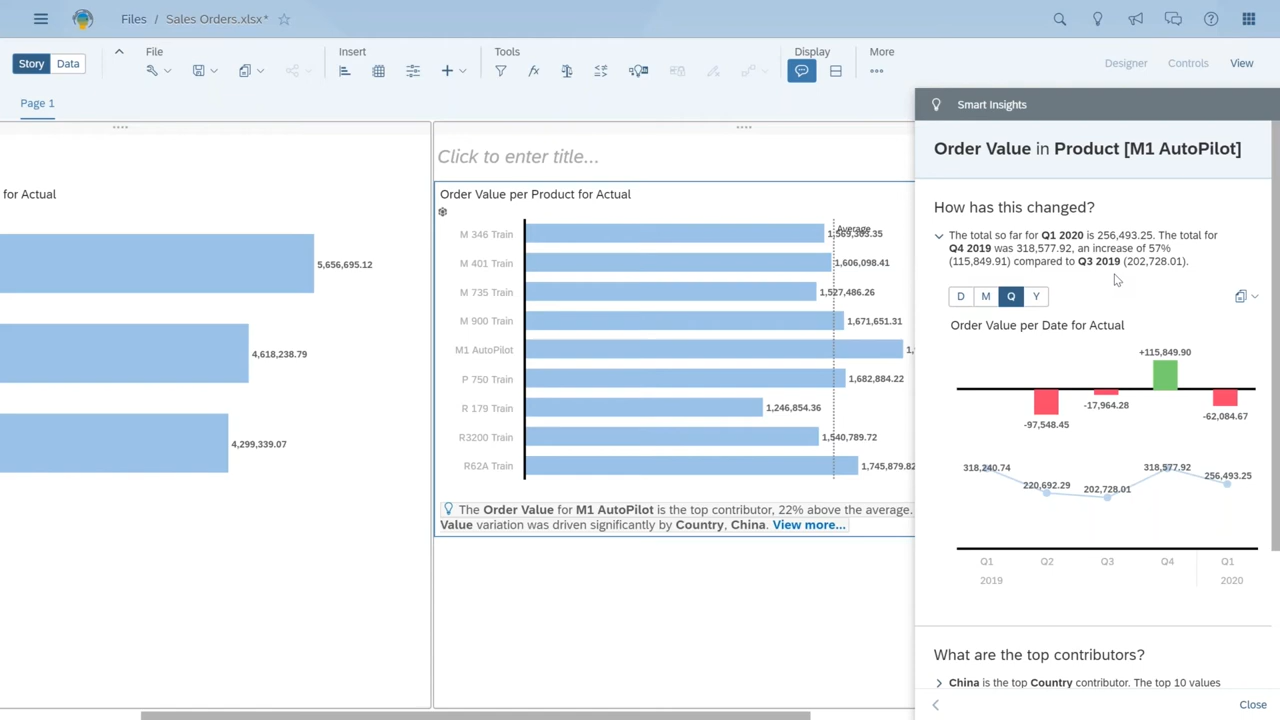 Files / Sales Orders.xlsx*
File
Insert
Tools
Display
More
Story
Data
Designer
Controls
View
Page 1
for Actual
5,656,695.12
4,618,238.79
4,299,339.07
Click to enter title...
Order Value per Product for Actual
Average
M 346 Train
M 401 Train 1,606,098.41
M 735 Train 1,527,486.26
M 900 Train 1,671,651.31
M1 AutoPilot
P 750 Train 1,682,884.22
R 179 Train 1,246,854.36
R3200 Train 1,540,789.72
R62A Train 1,745,879.82
The Order Value for M1 AutoPilot is the top contributor, 22% above the average.
Value variation was driven significantly by Country, China. View more...
Smart Insights
Order Value in Product [M1 AutoPilot]
How has this changed?
The total so far for Q1 2020 is 256,493.25. The total for
Q4 2019 was 318,577.92, an increase of 57%
(115,849.91) compared to Q3 2019 (202,728.01).
D M Q Y
Order Value per Date for Actual
+115,849.90
-97,548.45
-17,964.28
-62,084.67
318,240.74
220,692.29
202,728.01
318,577.92
256,493.25
Q1 Q2 Q3 Q4 Q1
2019 2020
What are the top contributors?
China is the top Country contributor. The top 10 values
Close